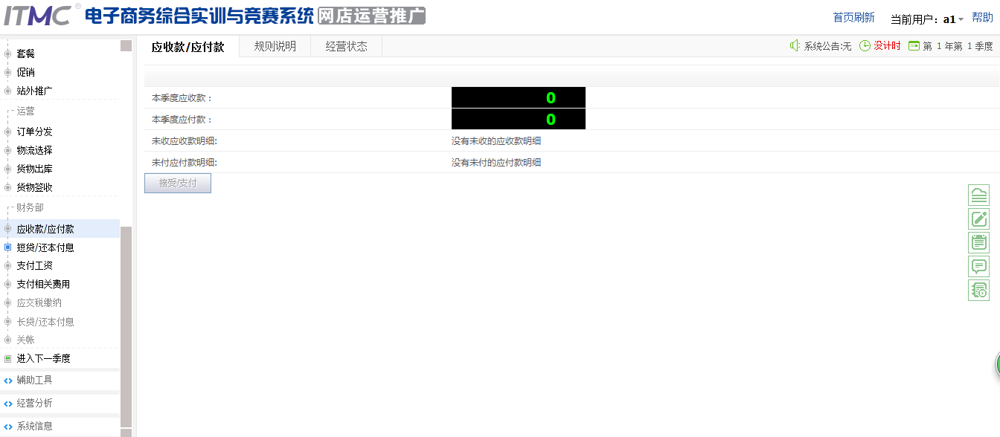 ITMC® 电子商务综合实训与竞赛系统 网店运营推广
首页刷新 当前用户: a1 帮助
套餐
促销
站外推广
运营
订单分发
物流选择
货物出库
货物签收
财务部
应收款/应付款
短贷/还本付息
支付工资
支付相关费用
应交税缴纳
长贷/还本付息
关帐
进入下一季度
辅助工具
经营分析
系统信息
应收款/应付款 规则说明 经营状态
系统公告:无 没计时 第 1 年第 1 季度
本季度应收款: 0
本季度应付款: 0
未收应收款明细: 没有未收的应收款明细
未付应付款明细: 没有未付的应付款明细
接受/支付